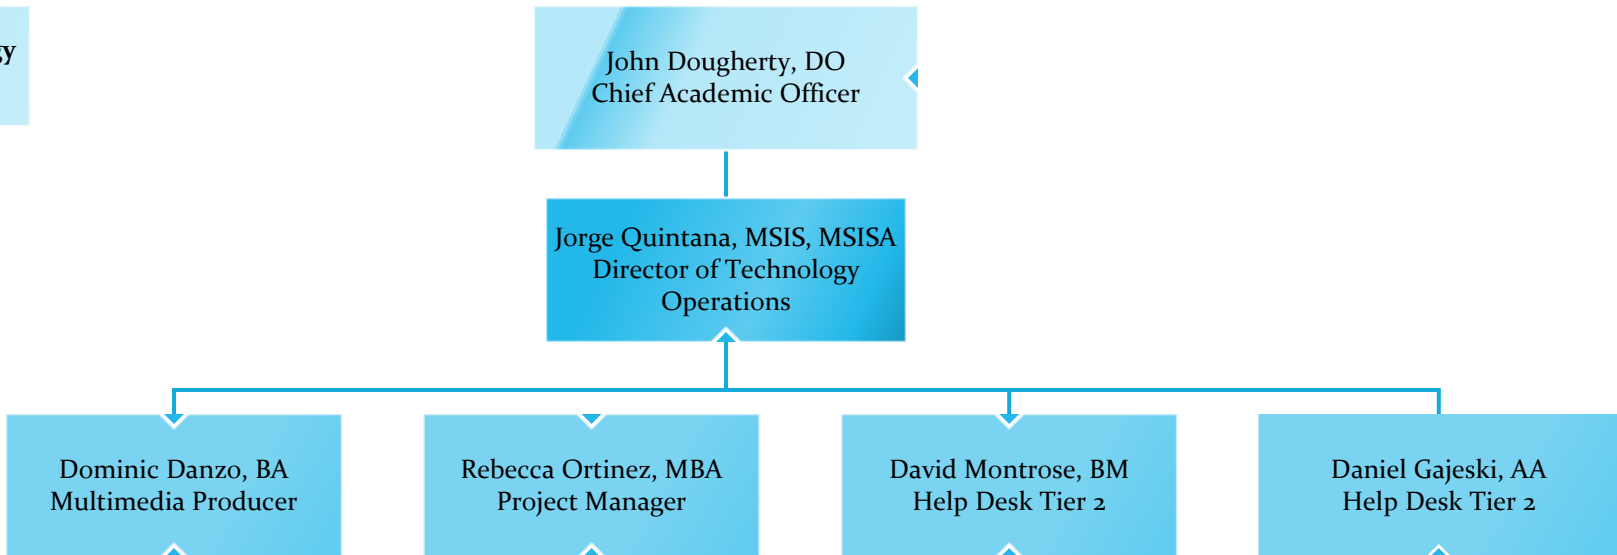 gy
John Dougherty, DO
Chief Academic Officer
Jorge Quintana, MSIS, MSISA
Director of Technology
Operations
Dominic Danzo, BA
Multimedia Producer
Rebecca Ortinez, MBA
Project Manager
David Montrose, BM
Help Desk Tier 2
Daniel Gajeski, AA
Help Desk Tier 2